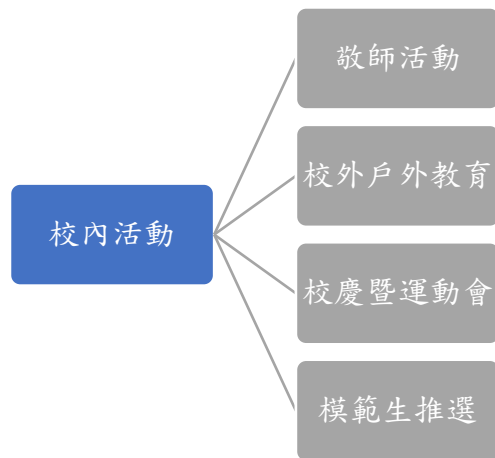 校內活動
敬師活動
校外戶外教育
校慶暨運動會
模範生推選